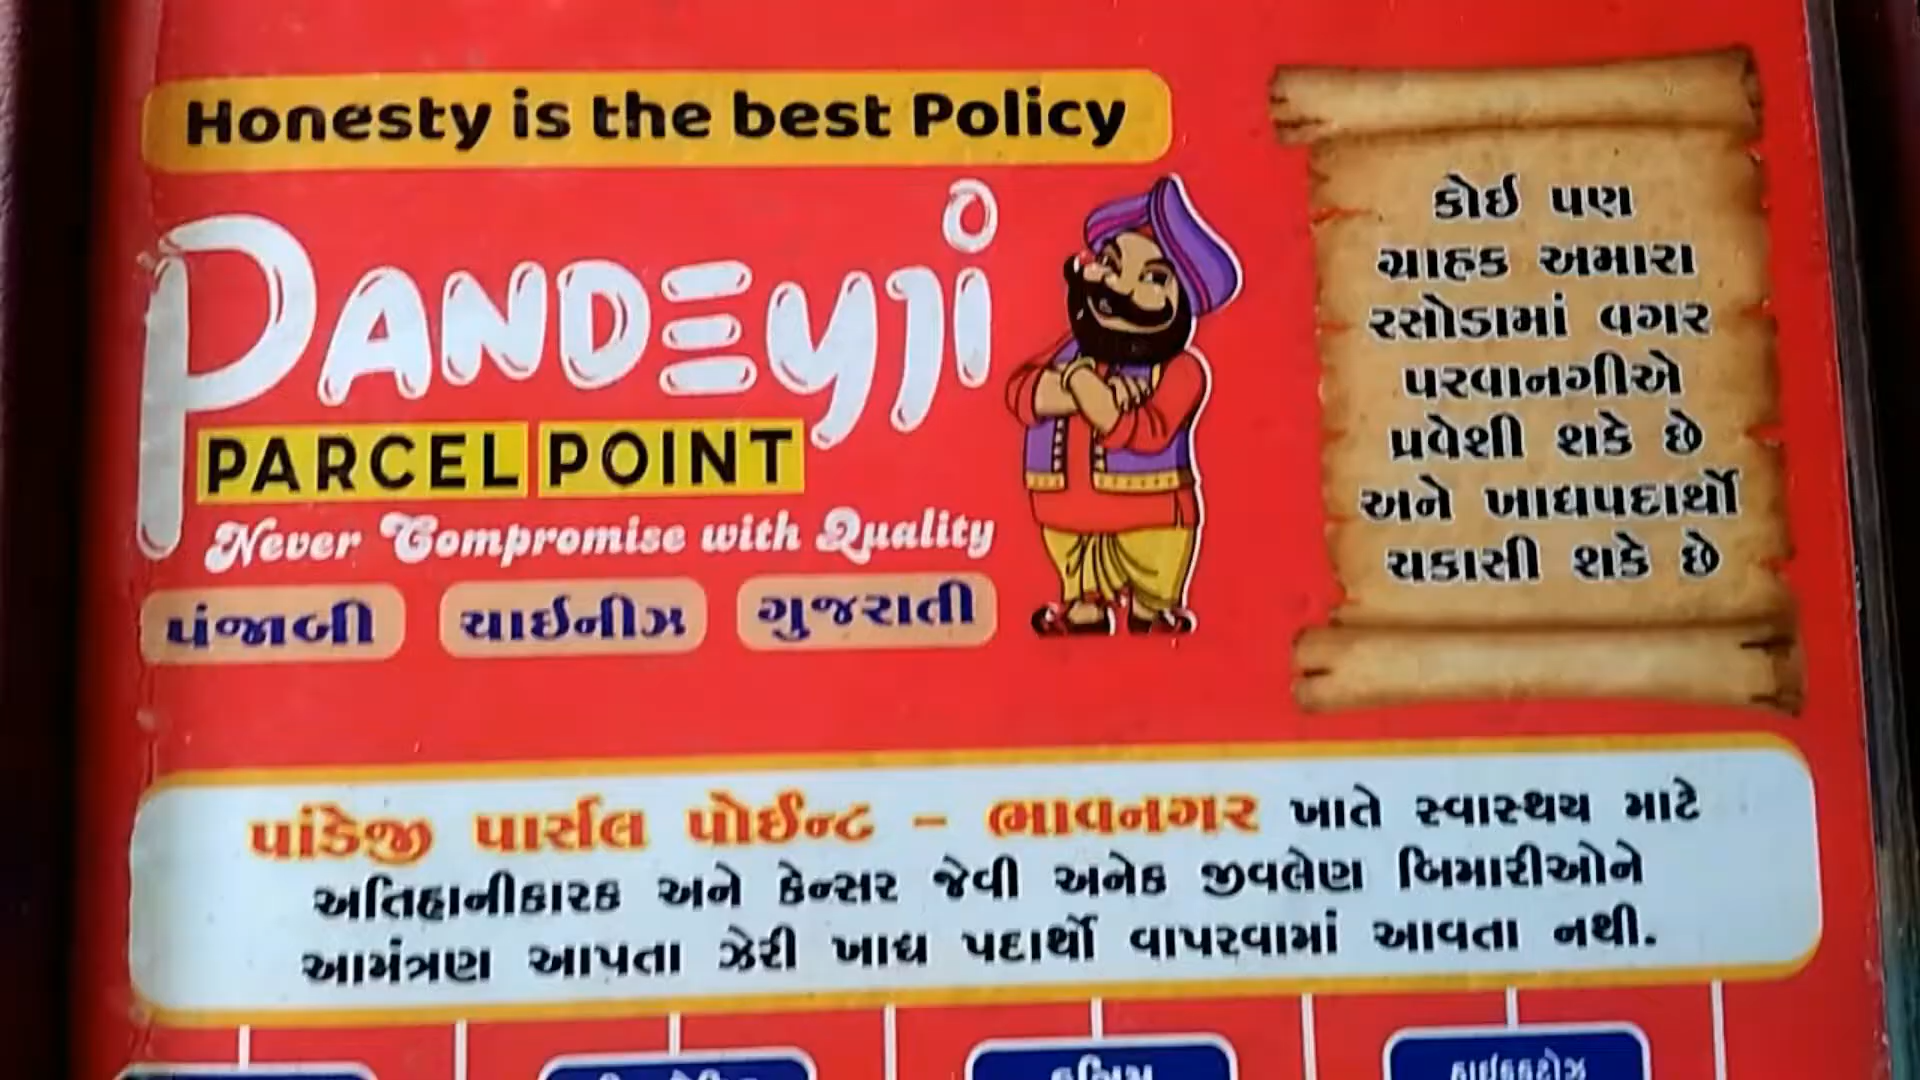 Honesty is the best Policy
PANDEyji
PARCEL POINT
Never Compromise with Quality
પંજાબી ચાઈનીઝ ગુજરાતી
કોઈ પણ
ગ્રાહક અમારા
રસોડામાં વગર
પરવાનગીએ
પ્રવેશી શકે છે
અને ખાદ્યપદાર્થો
ચકાસી શકે છે
પાંડેજી પાર્સલ પોઈન્ટ – ભાવનગર ખાતે સ્વાસ્થય માટે
અતિહાનીકારક અને કેન્સર જેવી અનેક જીવલેણ બિમારીઓને
આમંત્રણ આપતા ઝેરી ખાદ્ય પદાર્થો વાપરવામાં આવતા નથી.